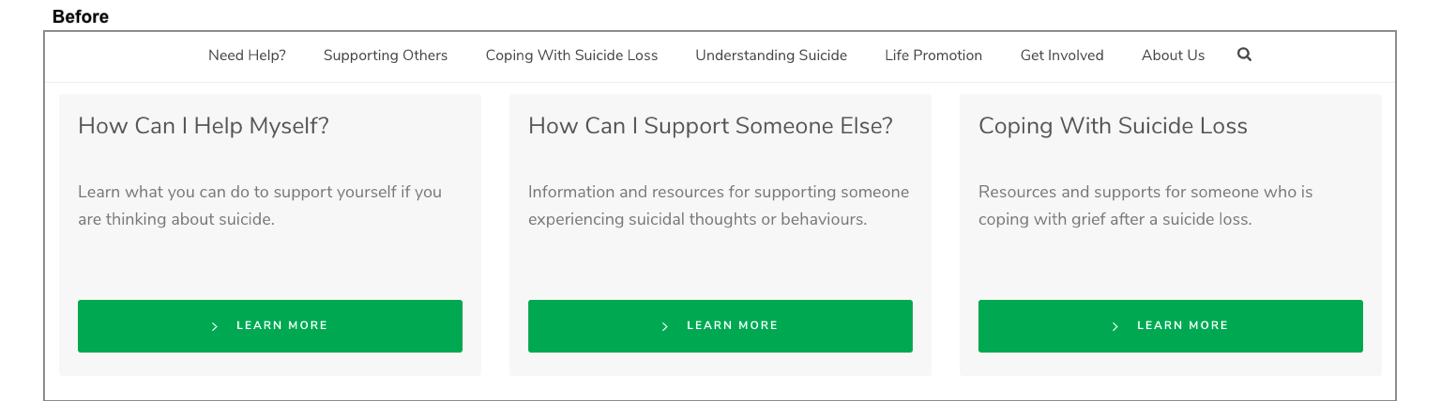 Before
Need Help? Supporting Others Coping With Suicide Loss Understanding Suicide Life Promotion Get Involved About Us
How Can I Help Myself?
Learn what you can do to support yourself if you
are thinking about suicide.
LEARN MORE
How Can I Support Someone Else?
Information and resources for supporting someone
experiencing suicidal thoughts or behaviours.
LEARN MORE
Coping With Suicide Loss
Resources and supports for someone who is
coping with grief after a suicide loss.
LEARN MORE